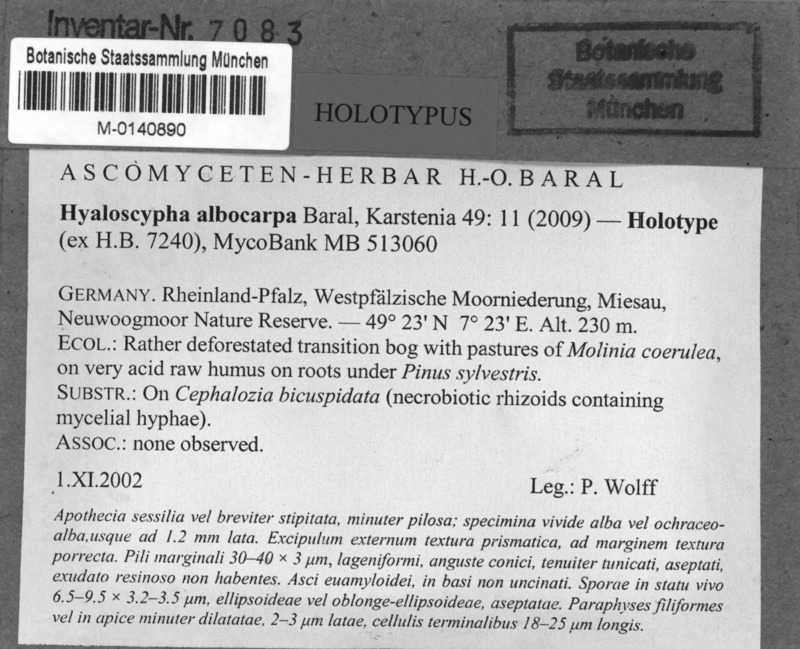 Inventar-Nr. 7083
Botanische Staatssammlung München
M-0140890
HOLOTYPUS
Botanische
Staatssammlung
München
ASCOMYCETEN-HERBAR H.-O. BARAL
Hyaloscypha albocarpa Baral, Karstenia 49: 11 (2009) — Holotype
(ex H.B. 7240), MycoBank MB 513060
GERMANY. Rheinland-Pfalz, Westpfälzische Moorniederung, Miesau,
Neuwoogmoor Nature Reserve. — 49° 23' N 7° 23' E. Alt. 230 m.
ECOL.: Rather deforestated transition bog with pastures of Molinia coerulea,
on very acid raw humus on roots under Pinus sylvestris.
SUBSTR.: On Cephalozia bicuspidata (necrobiotic rhizoids containing
mycelial hyphae).
ASSOC.: none observed.
1.XI.2002 Leg.: P. Wolff
Apothecia sessilia vel breviter stipitata, minuter pilosa; specimina vivide alba vel ochraceo-
alba,usque ad 1.2 mm lata. Excipulum externum textura prismatica, ad marginem textura
porrecta. Pili marginali 30–40 × 3 µm, lageniformi, anguste conici, tenuiter tunicati, aseptati,
exudato resinoso non habentes. Asci euamyloidei, in basi non uncinati. Sporae in statu vivo
6.5–9.5 × 3.2–3.5 µm, ellipsoideae vel oblonge-ellipsoideae, aseptatae. Paraphyses filiformes
vel in apice minuter dilatatae, 2–3 µm latae, cellulis terminalibus 18–25 µm longis.